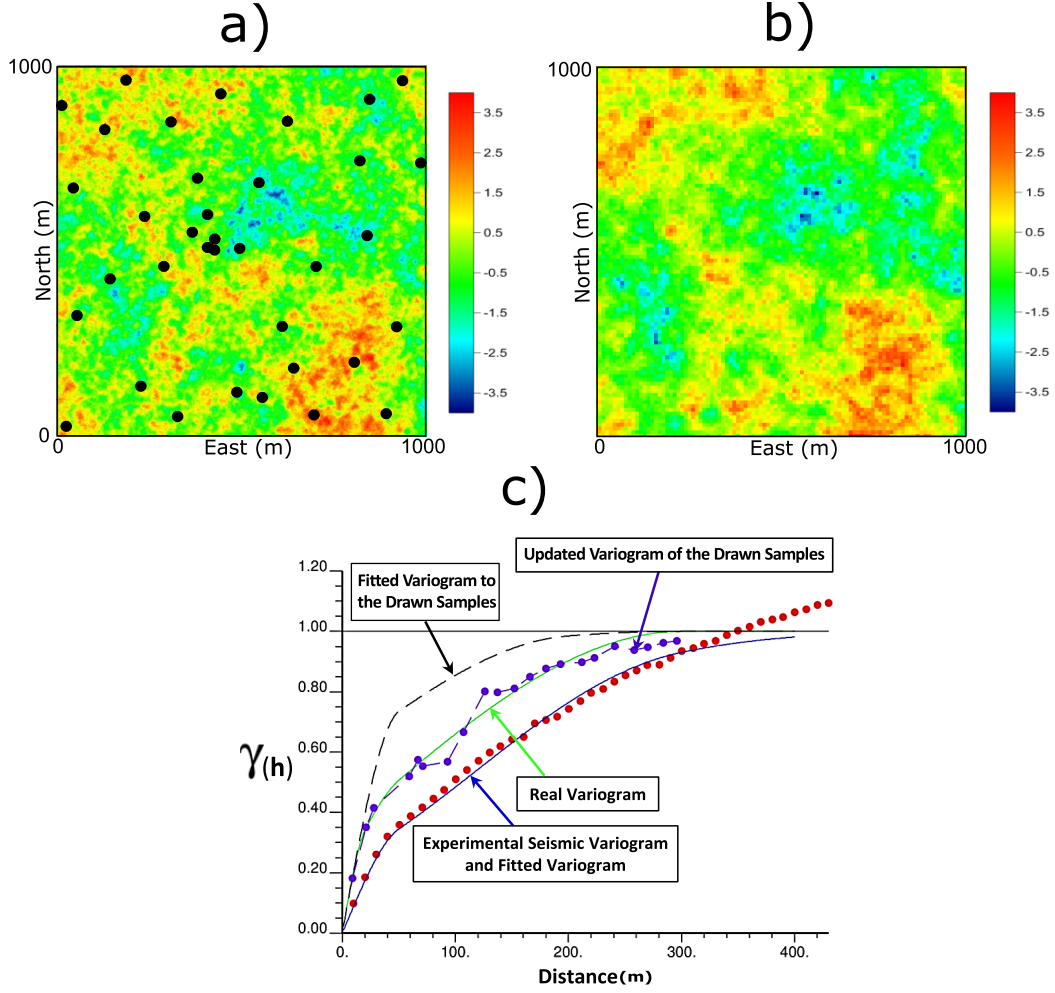 a)
b)
1000
1000
3.5
2.5
1.5
0.5
-0.5
-1.5
-2.5
-3.5
3.5
2.5
1.5
0.5
-0.5
-1.5
-2.5
-3.5
North (m)
North (m)
0
East (m)
1000
0
East (m)
1000
c)
Updated Variogram of the Drawn Samples
Fitted Variogram to
the Drawn Samples
1.20
1.00
0.80
0.60
0.40
0.20
0.00
γ(h)
Real Variogram
Experimental Seismic Variogram
and Fitted Variogram
0.
100.
200.
300.
400.
Distance(m)